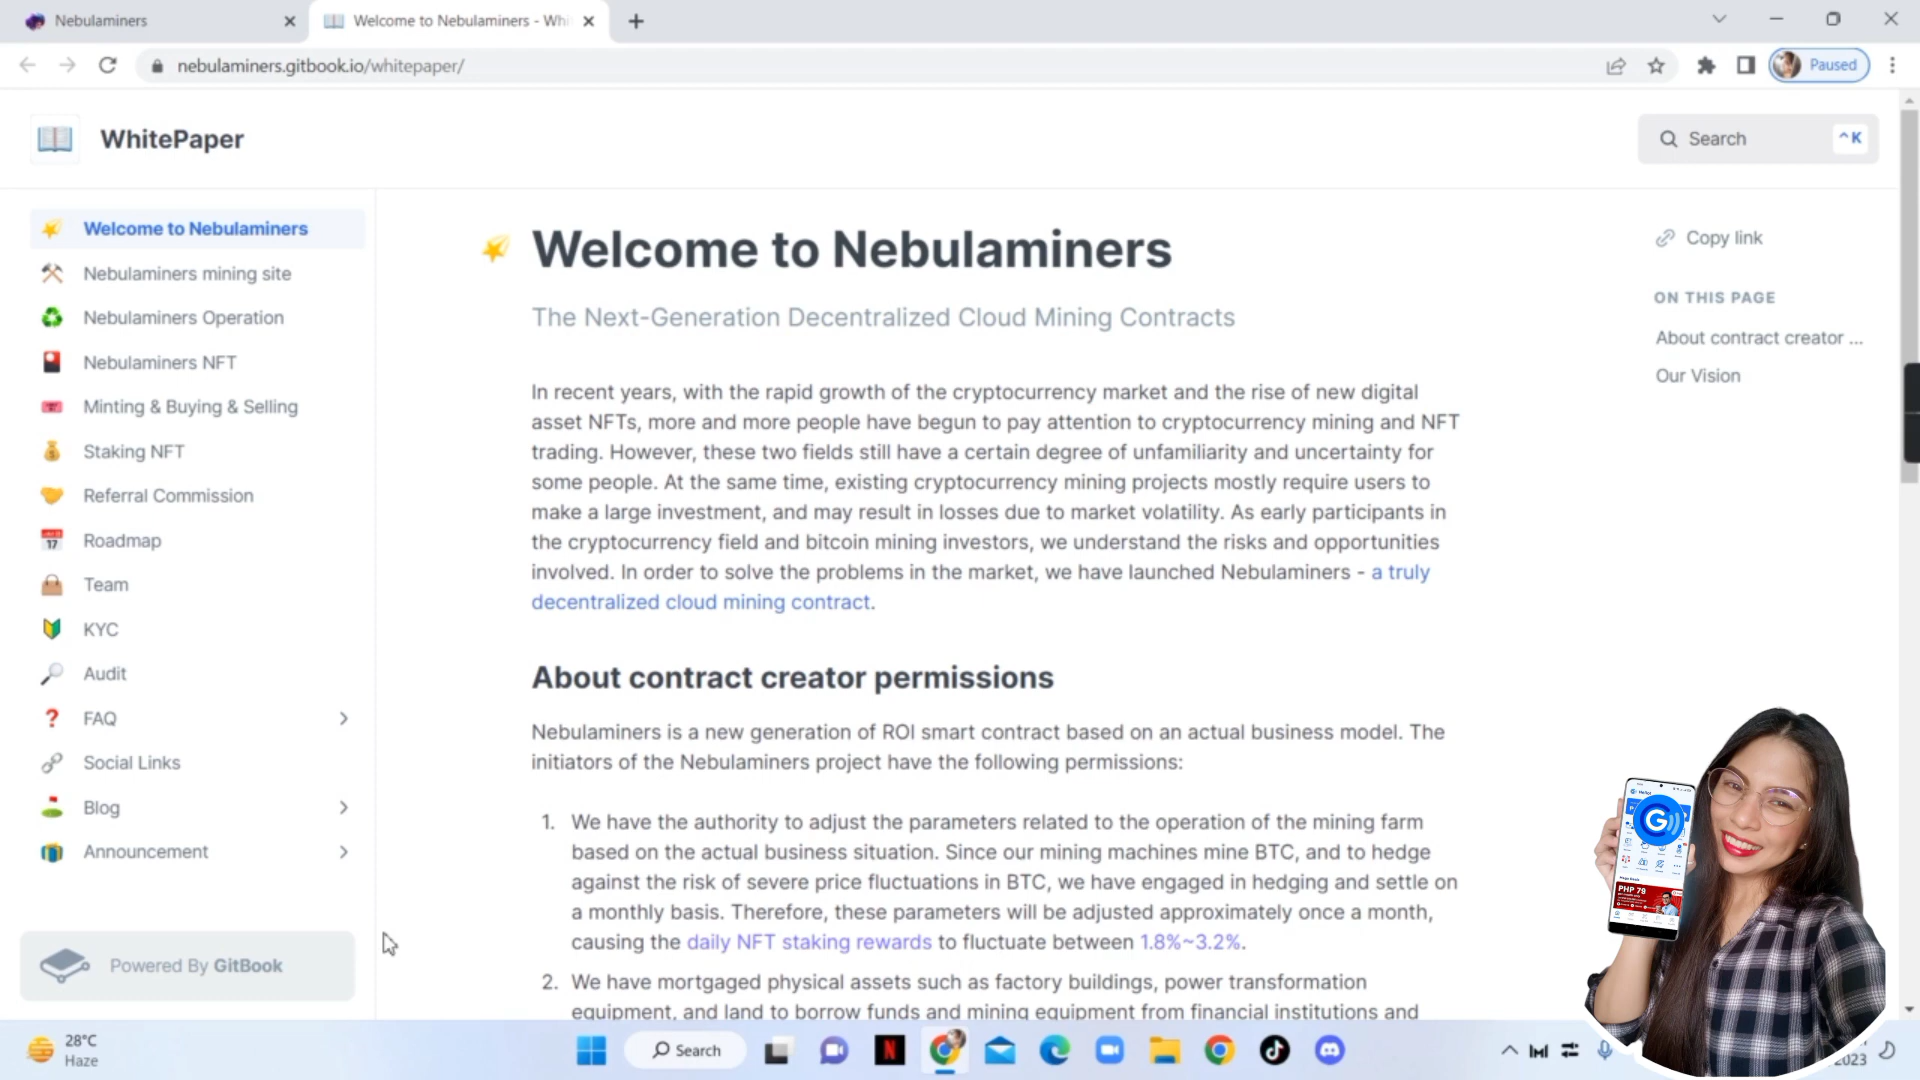 Nebulaminers
Welcome to Nebulaminers - Whi
nebulaminers.gitbook.io/whitepaper/
Paused
WhitePaper
Search
^ K
Welcome to Nebulaminers
Nebulaminers mining site
Nebulaminers Operation
Nebulaminers NFT
Minting & Buying & Selling
Staking NFT
Referral Commission
Roadmap
Team
KYC
Audit
FAQ
Social Links
Blog
Announcement
Powered By GitBook
Welcome to Nebulaminers
The Next-Generation Decentralized Cloud Mining Contracts
In recent years, with the rapid growth of the cryptocurrency market and the rise of new digital
asset NFTs, more and more people have begun to pay attention to cryptocurrency mining and NFT
trading. However, these two fields still have a certain degree of unfamiliarity and uncertainty for
some people. At the same time, existing cryptocurrency mining projects mostly require users to
make a large investment, and may result in losses due to market volatility. As early participants in
the cryptocurrency field and bitcoin mining investors, we understand the risks and opportunities
involved. In order to solve the problems in the market, we have launched Nebulaminers - a truly
decentralized cloud mining contract.
About contract creator permissions
Nebulaminers is a new generation of ROI smart contract based on an actual business model. The
initiators of the Nebulaminers project have the following permissions:
1. We have the authority to adjust the parameters related to the operation of the mining farm
based on the actual business situation. Since our mining machines mine BTC, and to hedge
against the risk of severe price fluctuations in BTC, we have engaged in hedging and settle on
a monthly basis. Therefore, these parameters will be adjusted approximately once a month,
causing the daily NFT staking rewards to fluctuate between 1.8%~3.2%.
2. We have mortgaged physical assets such as factory buildings, power transformation
equipment, and land to borrow funds and mining equipment from financial institutions and
Copy link
ON THIS PAGE
About contract creator ...
Our Vision
Hello!
G
PHP 79
28°C
Haze
Search
2023